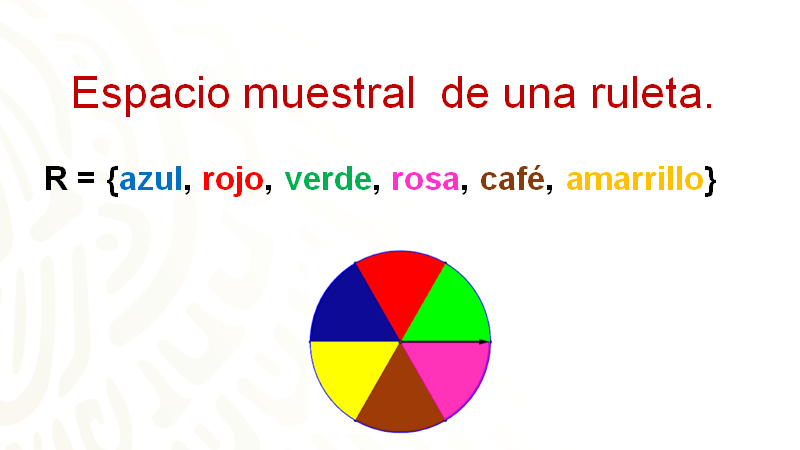 Espacio muestral de una ruleta.
R = {azul, rojo, verde, rosa, café, amarrillo}